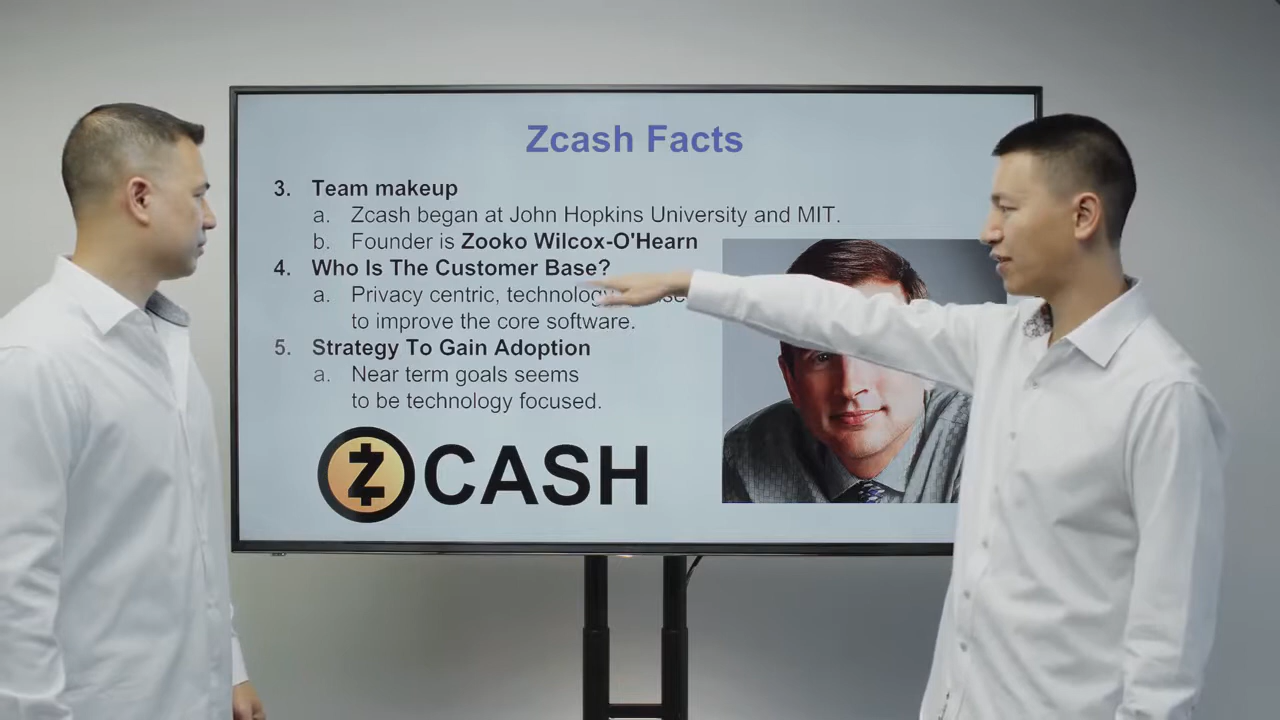 Zcash Facts
3. Team makeup
a. Zcash began at John Hopkins University and MIT.
b. Founder is Zooko Wilcox-O'Hearn
4. Who Is The Customer Base?
a. Privacy centric, technology
to improve the core software.
5. Strategy To Gain Adoption
a. Near term goals seems
to be technology focused.
ZCASH